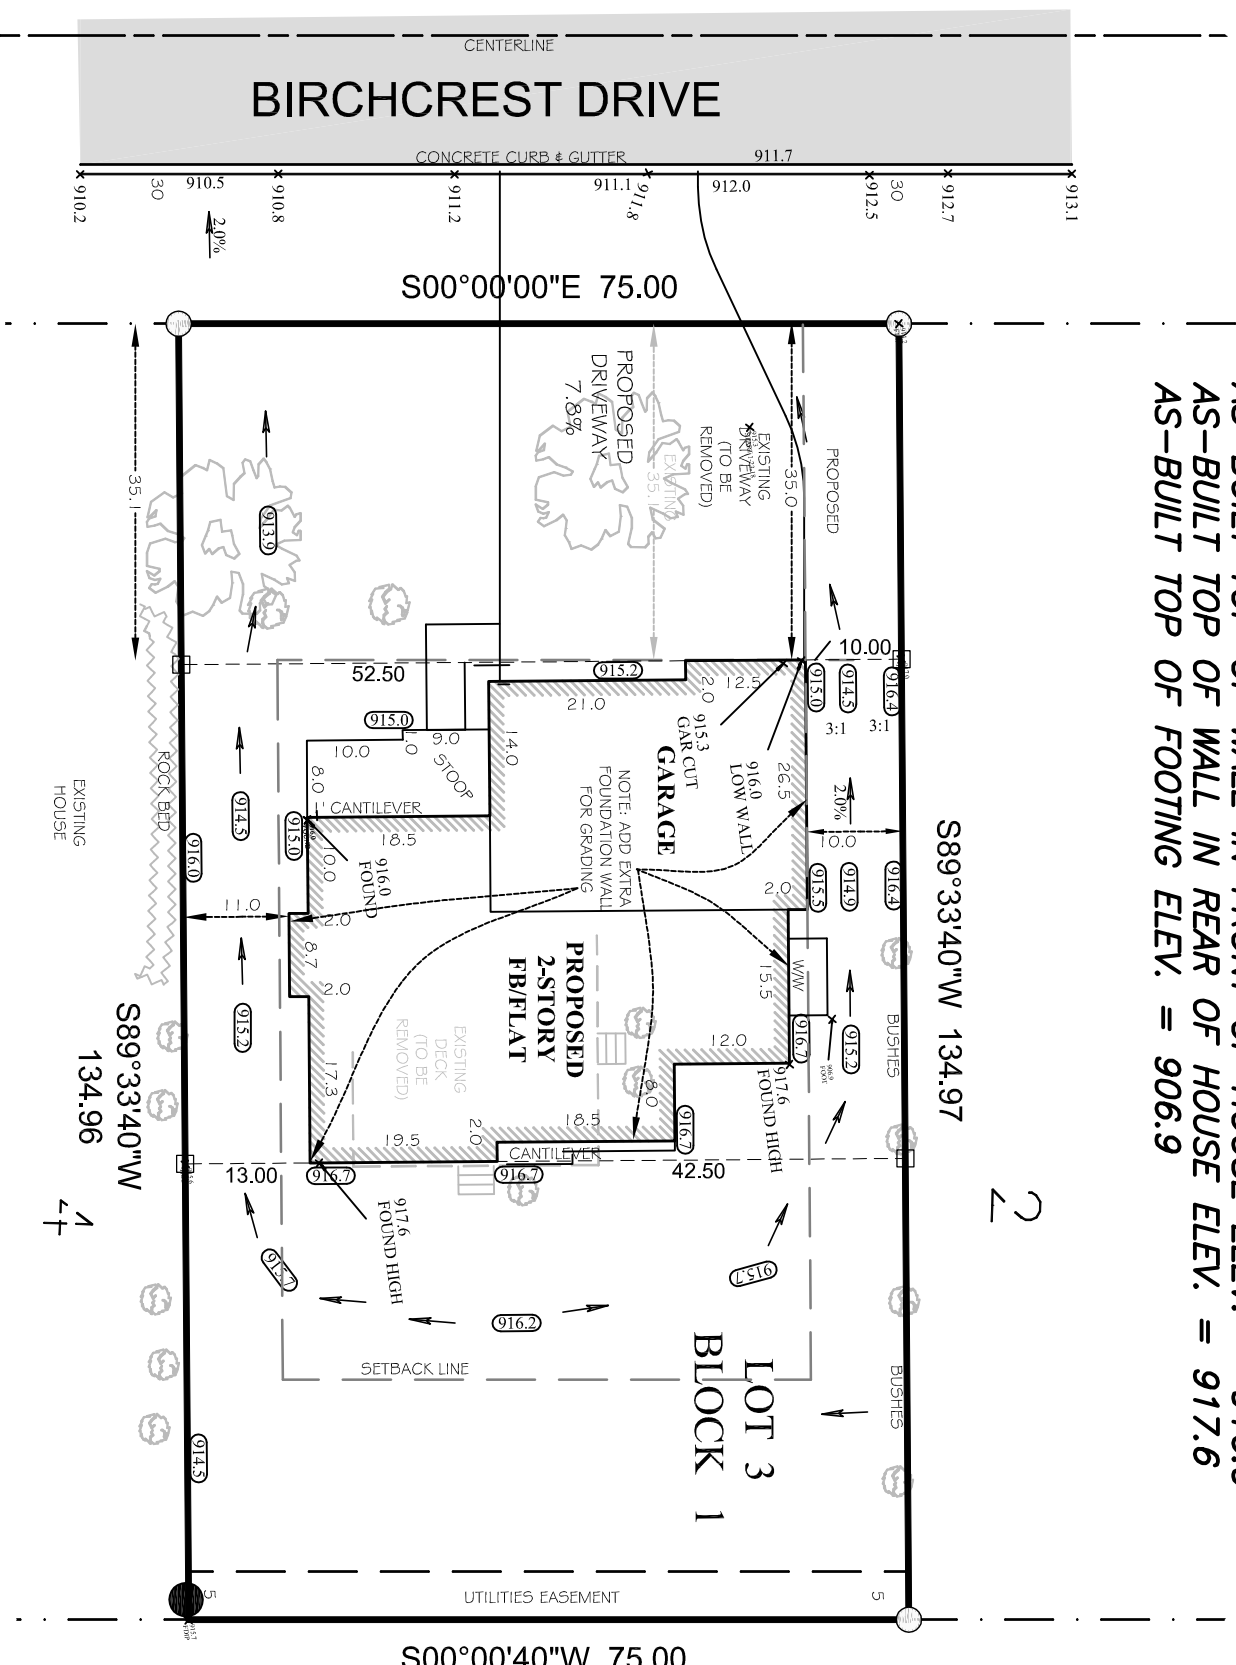 CENTERLINE
BIRCHCREST DRIVE
CONCRETE CURB & GUTTER
911.7
910.2
30
910.5
910.8
911.2
911.1
911.8
912.0
912.5
30
912.7
913.1
2.0%
S00°00'00"E 75.00
AS-BUILT TOP OF WALL IN REAR OF HOUSE ELEV. = 917.6
AS-BUILT TOP OF FOOTING ELEV. = 906.9
35.1
PROPOSED
DRIVEWAY
7.8%
EXISTING
35.1
EXISTING
DRIVEWAY
(TO BE
REMOVED)
35.0
PROPOSED
913.9
10.00
52.50
915.2
12.5
2.0
21.0
915.0
914.5
916.4
3:1
3:1
915.0
1.0
9.0
10.0
STOOP
14.0
8.0
1' CANTILEVER
915.3
GAR CUT
GARAGE
916.0
LOW WALL
26.5
2.0%
10.0
NOTE: ADD EXTRA
FOUNDATION WALL
FOR GRADING
ROCK BED
EXISTING
HOUSE
914.5
915.0
916.0
18.5
10.0
916.0
FOUND
11.0
2.0
8.7
2.0
2.0
915.5
914.9
916.4
S89°33'40"W 134.97
915.2
PROPOSED
2-STORY
FB/FLAT
EXISTING
DECK
(TO BE
REMOVED)
15.5
W/W
12.0
916.7
915.2
906.9
FOOT
BUSHES
S89°33'40"W
134.96
17.3
19.5
2.0
18.5
8.0
917.6
FOUND HIGH
916.7
CANTILEVER
13.00
916.7
916.7
42.50
4
2
917.6
FOUND HIGH
915.7
915.7
916.2
SETBACK LINE
LOT 3
BLOCK 1
BUSHES
914.5
5
UTILITIES EASEMENT
5
S00°00'40"W 75.00